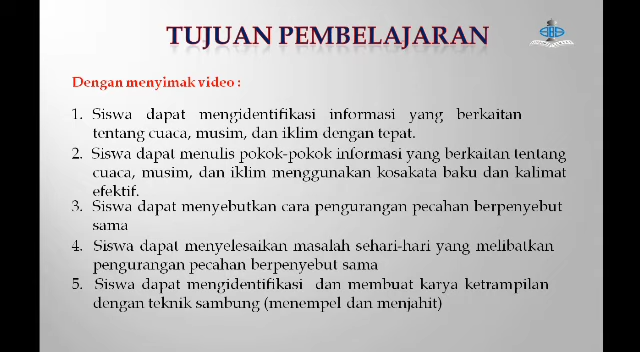 TUJUAN PEMBELAJARAN
Dengan menyimak video :
1. Siswa dapat mengidentifikasi informasi yang berkaitan
tentang cuaca, musim, dan iklim dengan tepat.
2. Siswa dapat menulis pokok-pokok informasi yang berkaitan tentang
cuaca, musim, dan iklim menggunakan kosakata baku dan kalimat
efektif.
3. Siswa dapat menyebutkan cara pengurangan pecahan berpenyebut
sama
4. Siswa dapat menyelesaikan masalah sehari-hari yang melibatkan
pengurangan pecahan berpenyebut sama
5. Siswa dapat mengidentifikasi dan membuat karya ketrampilan
dengan teknik sambung (menempel dan menjahit)